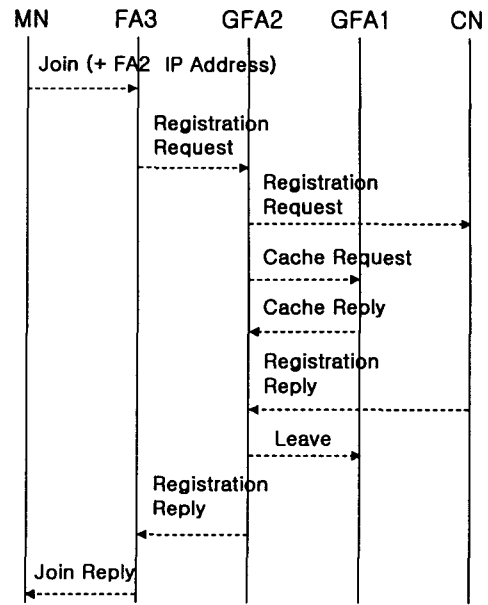 MN FA3 GFA2 GFA1 CN
Join (+ FA2 IP Address)
Registration
Request
Registration
Request
Cache Request
Cache Reply
Registration
Reply
Leave
Registration
Reply
Join Reply